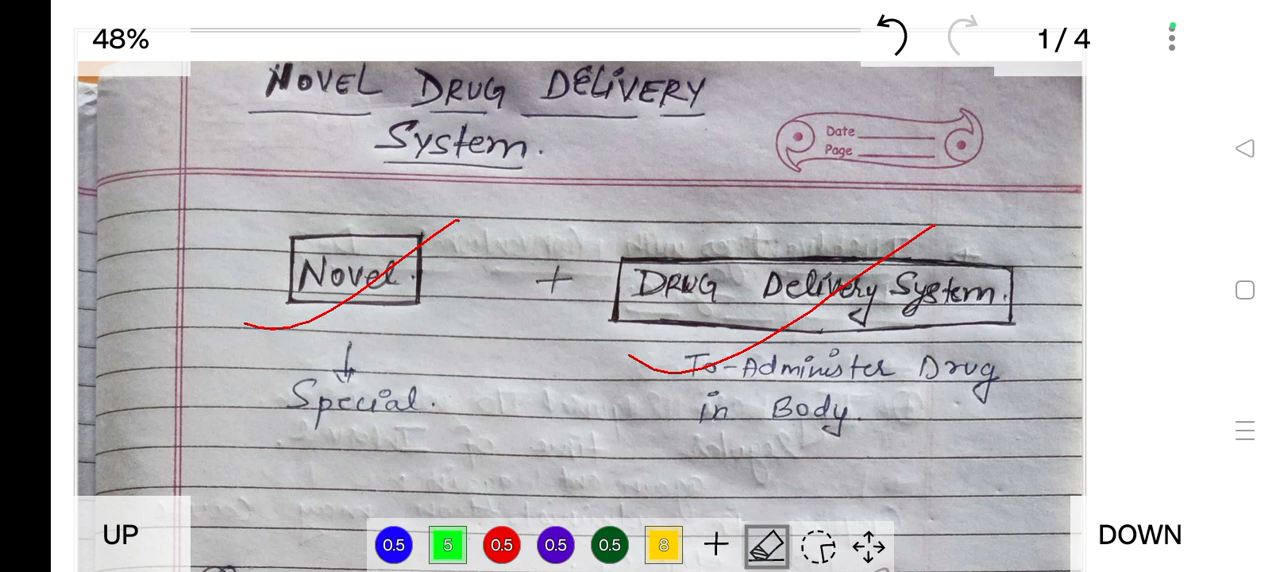 48%
1/4
NOVEL DRUG DELIVERY
System.
Date
Page
Novel. + DRUG Delivery System.
Special.
To-Administer Drug
in Body.
UP
0.5 5 0.5 0.5 0.5 8
DOWN